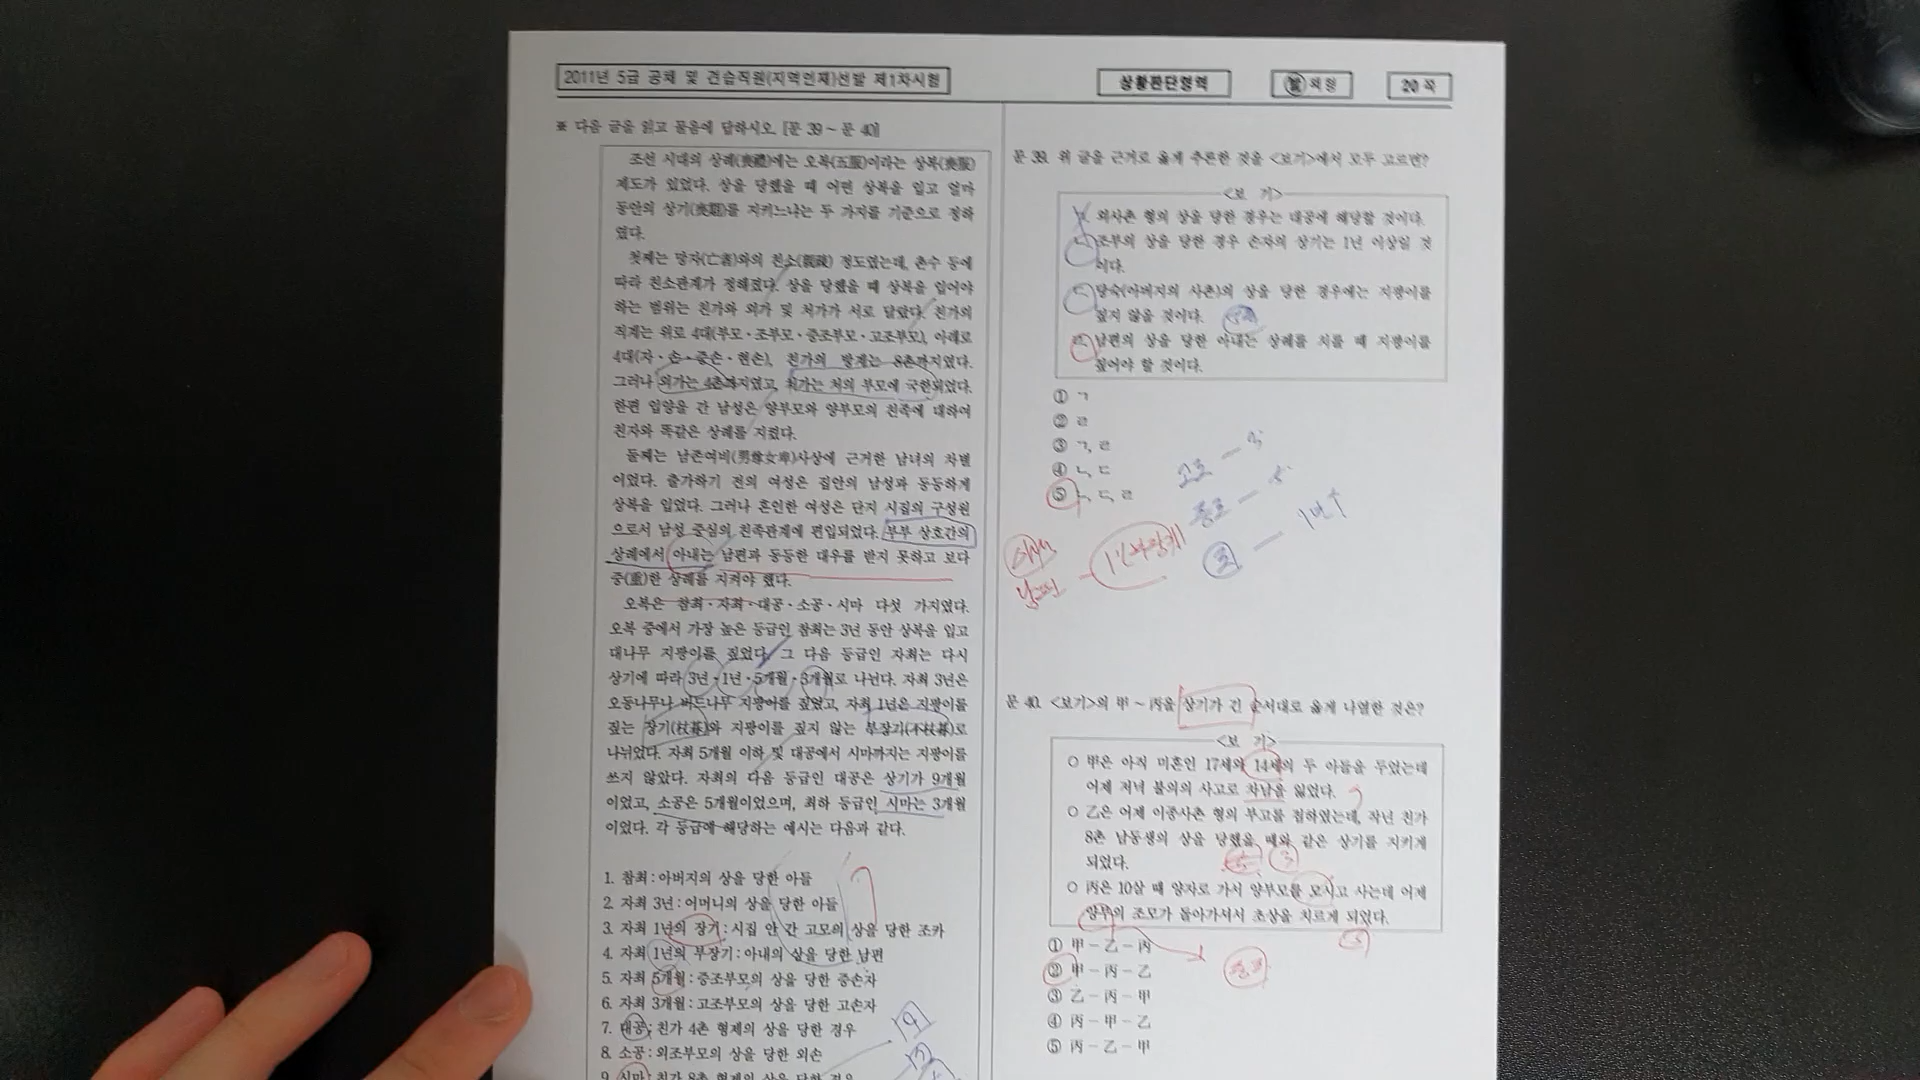 2011년 5급 공채 및 견습직원(지역인재)선발 제1차시험
상황판단영역
책형
20 쪽
※ 다음 글을 읽고 물음에 답하시오. [문 39 ~ 문 40]
조선 시대의 상례(喪禮)에는 오복(五服)이라는 상복(喪服)
제도가 있었다. 상을 당했을 때 어떤 상복을 입고 얼마
동안의 상기(喪期)를 지키느냐는 두 가지를 기준으로 정하
였다.
첫째는 망자(亡者)와의 친소(親疎) 정도였는데, 촌수 등에
따라 친소관계가 정해졌다. 상을 당했을 때 상복을 입어야
하는 범위는 친가와 외가 및 처가가 서로 달랐다. 친가의
직계는 위로 4대(부모·조부모·증조부모·고조부모), 아래로
4대(자·손·증손·현손), 친가의 방계는 8촌까지였다.
그러나 외가는 4촌까지였고, 처가는 처의 부모에 국한되었다.
한편 입양을 간 남성은 양부모와 양부모의 친족에 대하여
친자와 똑같은 상례를 지켰다.
둘째는 남존여비(男尊女卑)사상에 근거한 남녀의 차별
이었다. 출가하기 전의 여성은 집안의 남성과 동등하게
상복을 입었다. 그러나 혼인한 여성은 단지 시집의 구성원
으로서 남성 중심의 친족관계에 편입되었다. 부부 상호간의
상례에서 아내는 남편과 동등한 대우를 받지 못하고 보다
중(重)한 상례를 지켜야 했다.
오복은 참최·자최·대공·소공·시마 다섯 가지였다.
오복 중에서 가장 높은 등급인 참최는 3년 동안 상복을 입고
대나무 지팡이를 짚었다. 그 다음 등급인 자최는 다시
상기에 따라 3년·1년·5개월·3개월로 나뉜다. 자최 3년은
오동나무나 버드나무 지팡이를 짚었고, 자최 1년은 지팡이를
짚는 장기(杖朞)와 지팡이를 짚지 않는 부장기(不杖朞)로
나뉘었다. 자최 5개월 이하 및 대공에서 시마까지는 지팡이를
쓰지 않았다. 자최의 다음 등급인 대공은 상기가 9개월
이었고, 소공은 5개월이었으며, 최하 등급인 시마는 3개월
이었다. 각 등급에 해당하는 예시는 다음과 같다.
1. 참최 : 아버지의 상을 당한 아들
2. 자최 3년 : 어머니의 상을 당한 아들
3. 자최 1년의 장기 : 시집 안 간 고모의 상을 당한 조카
4. 자최 1년의 부장기 : 아내의 상을 당한 남편
5. 자최 5개월 : 증조부모의 상을 당한 증손자
6. 자최 3개월 : 고조부모의 상을 당한 고손자
7. 대공 : 친가 4촌 형제의 상을 당한 경우
8. 소공 : 외조부모의 상을 당한 외손
9. 시마 : 친가 8촌 형제의 상을 당한 경우
문 39. 위 글을 근거로 옳게 추론한 것을 <보기>에서 모두 고르면?
<보 기>
ㄱ. 외사촌 형의 상을 당한 경우는 대공에 해당할 것이다.
ㄴ. 조부의 상을 당한 경우 손자의 상기는 1년 이상일 것
이다.
ㄷ. 당숙(아버지의 사촌)의 상을 당한 경우에는 지팡이를
짚지 않을 것이다.
ㄹ. 남편의 상을 당한 아내는 상례를 치를 때 지팡이를
짚어야 할 것이다.
① ㄱ
② ㄹ
③ ㄱ, ㄹ
④ ㄴ, ㄷ
⑤ ㄴ, ㄷ, ㄹ
고조 -
증조 -
조 - 1년↑
남편 -
문 40. <보기>의 甲 ~ 丙을 상기가 긴 순서대로 옳게 나열한 것은?
<보 기>
○ 甲은 아직 미혼인 17세와 14세의 두 아들을 두었는데
어제 저녁 불의의 사고로 차남을 잃었다.
○ 乙은 어제 이종사촌 형의 부고를 접하였는데, 작년 친가
8촌 남동생의 상을 당했을 때와 같은 상기를 지키게
되었다.
○ 丙은 10살 때 양자로 가서 양부모를 모시고 사는데 어제
양부의 조모가 돌아가셔서 초상을 치르게 되었다.
① 甲 - 乙 - 丙
② 甲 - 丙 - 乙
③ 乙 - 丙 - 甲
④ 丙 - 甲 - 乙
⑤ 丙 - 乙 - 甲